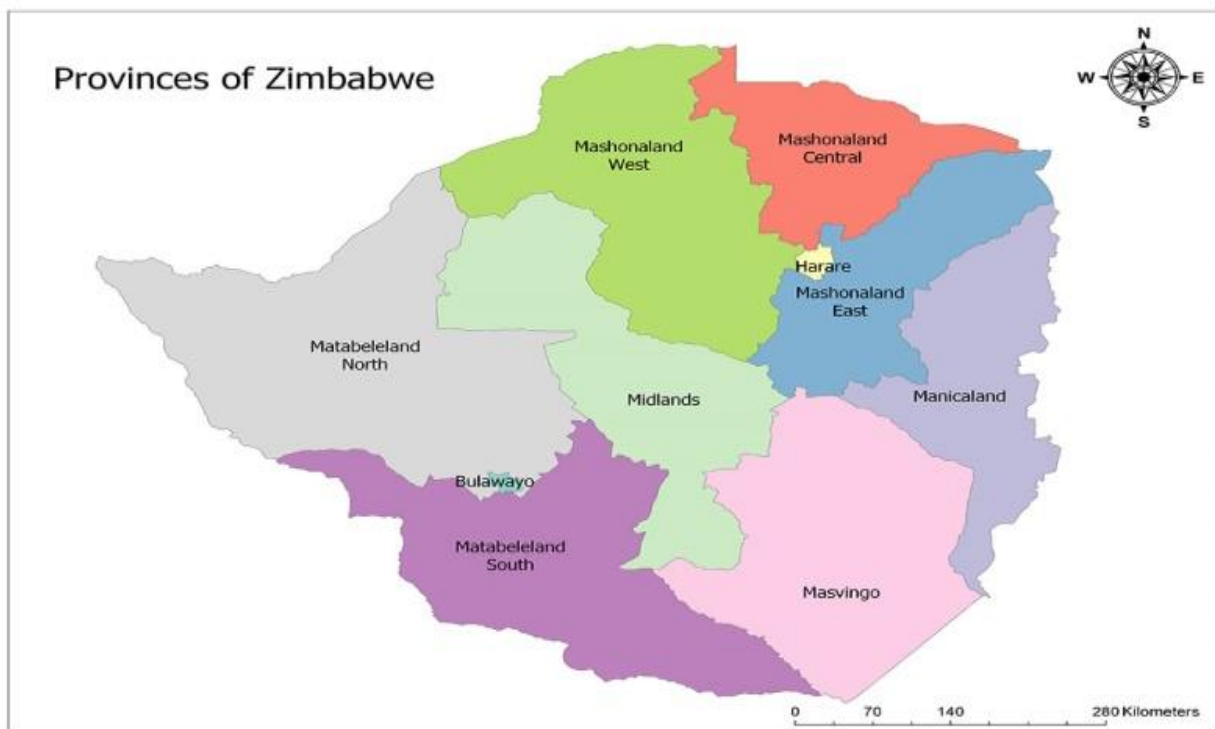 Provinces of Zimbabwe
N
W
E
S
Mashonaland
West
Mashonaland
Central
Harare
Mashonaland
East
Matabeleland
North
Midlands
Manicaland
Bulawayo
Matabeleland
South
Masvingo
0 70 140 280 Kilometers